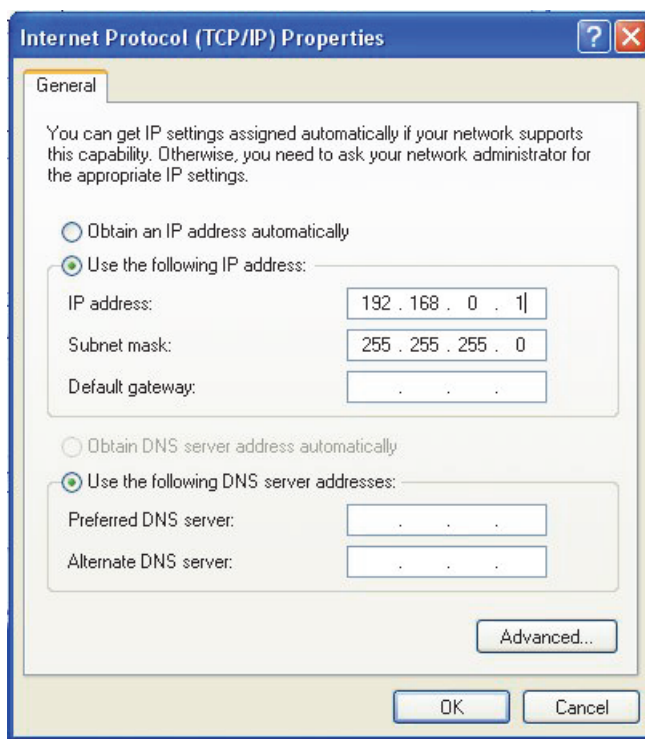 Internet Protocol (TCP/IP) Properties
General
You can get IP settings assigned automatically if your network supports
this capability. Otherwise, you need to ask your network administrator for
the appropriate IP settings.
Obtain an IP address automatically
Use the following IP address:
IP address: 192 . 168 . 0 . 1
Subnet mask: 255 . 255 . 255 . 0
Default gateway: . . .
Obtain DNS server address automatically
Use the following DNS server addresses:
Preferred DNS server: . . .
Alternate DNS server: . . .
Advanced...
OK Cancel